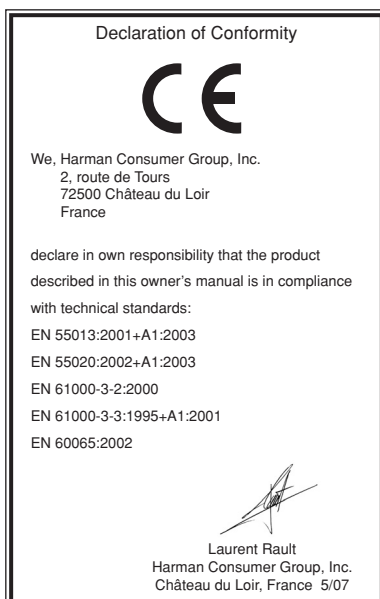 Declaration of Conformity
CE
We, Harman Consumer Group, Inc.
2, route de Tours
72500 Château du Loir
France
declare in own responsibility that the product
described in this owner's manual is in compliance
with technical standards:
EN 55013:2001+A1:2003
EN 55020:2002+A1:2003
EN 61000-3-2:2000
EN 61000-3-3:1995+A1:2001
EN 60065:2002
Laurent Rault
Harman Consumer Group, Inc.
Château du Loir, France 5/07